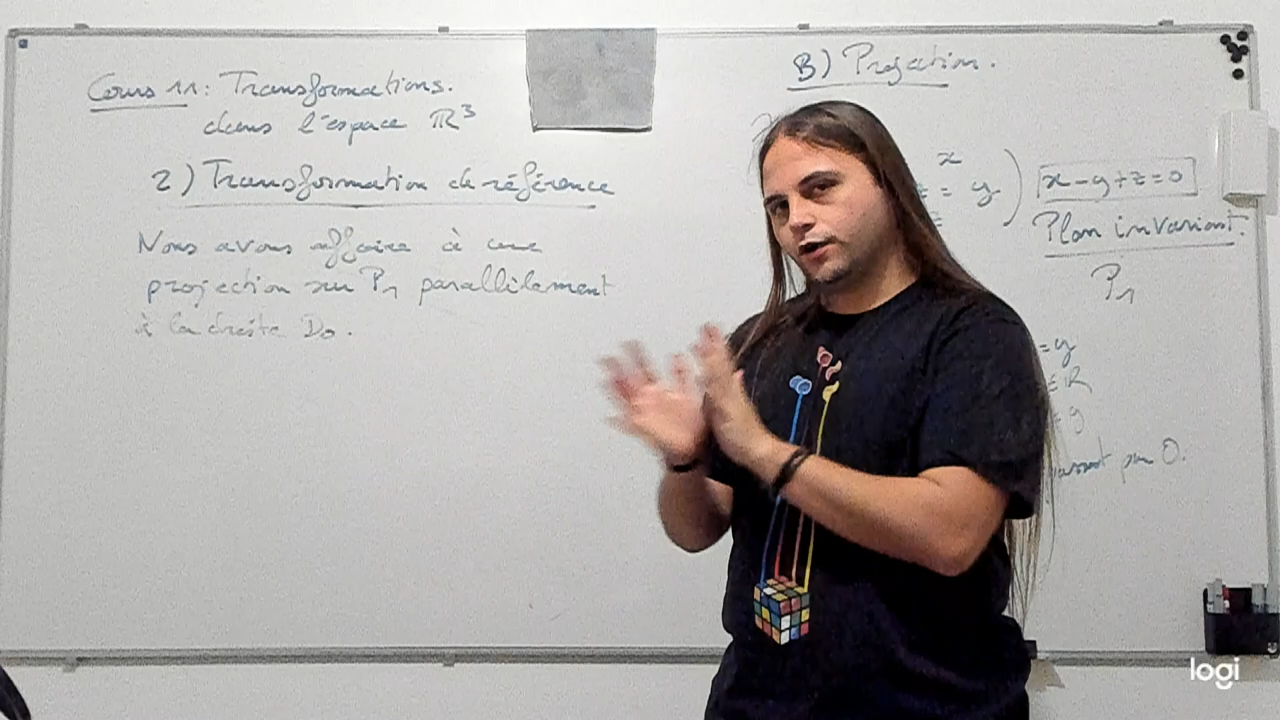 Cours 11: Transformations.
dans l'espace ℝ³
2) Transformation de référence
Nous avons affaire à une
projection sur P₁ parallèlement
à la droite D₀.
B) Projection.
x
= y
x-y+z=0
Plan invariant.
P₁
=y
∈ℝ
passant par O.
logi